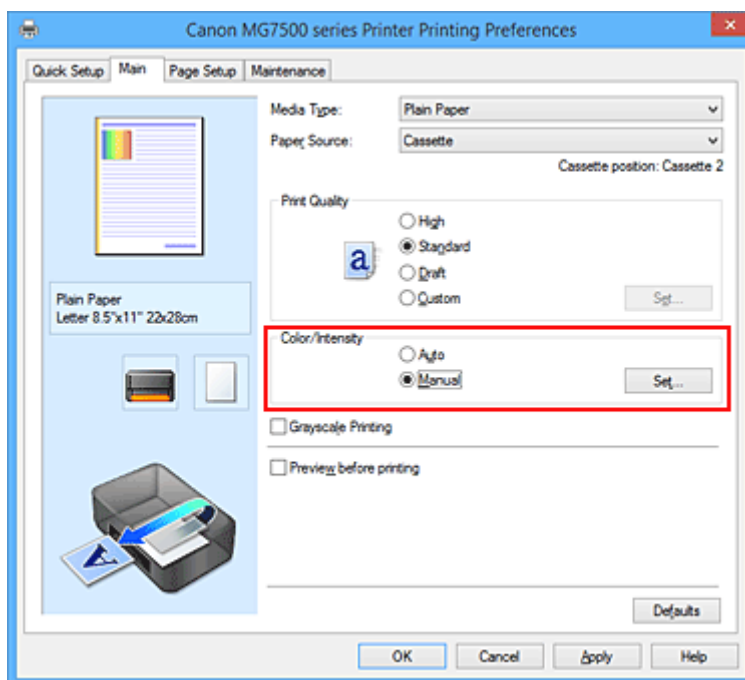 Canon MG7500 series Printer Printing Preferences
Quick Setup Main Page Setup Maintenance
Media Type: Plain Paper
Paper Source: Cassette
Cassette position: Cassette 2
Print Quality
High
Standard
Draft
Custom Set...
a
Plain Paper
Letter 8.5"x11" 22x28cm
Color/Intensity
Auto
Manual Set...
Grayscale Printing
Preview before printing
A
Defaults
OK Cancel Apply Help